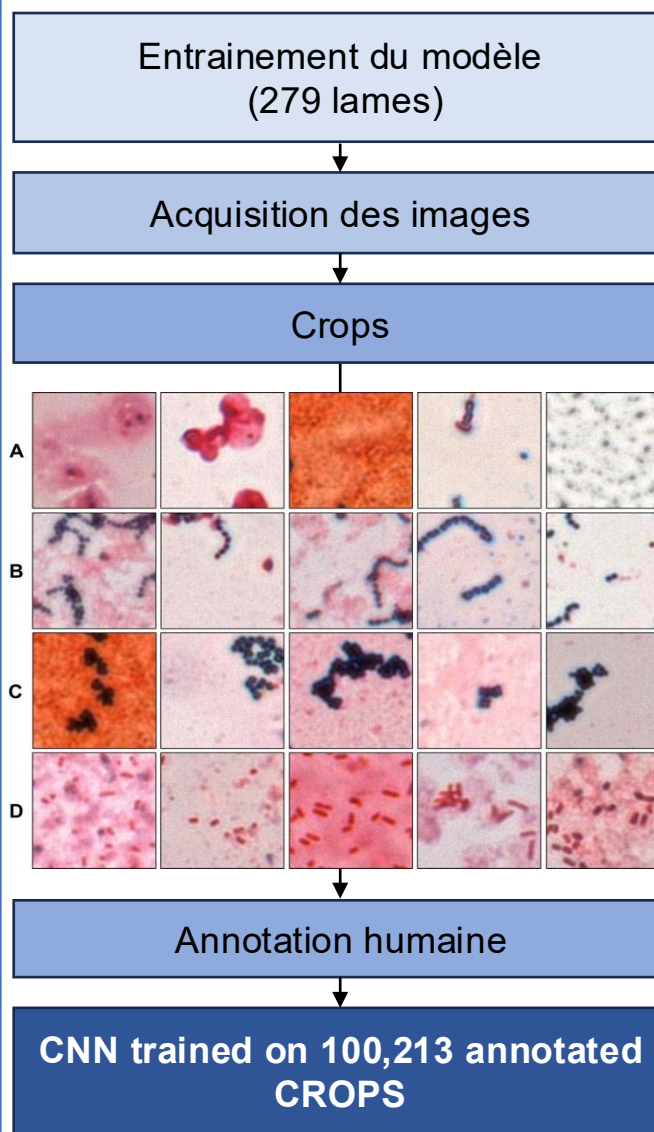 Entrainement du modèle
(279 lames)
Acquisition des images
Crops
A
B
C
D
Annotation humaine
CNN trained on 100,213 annotated
CROPS